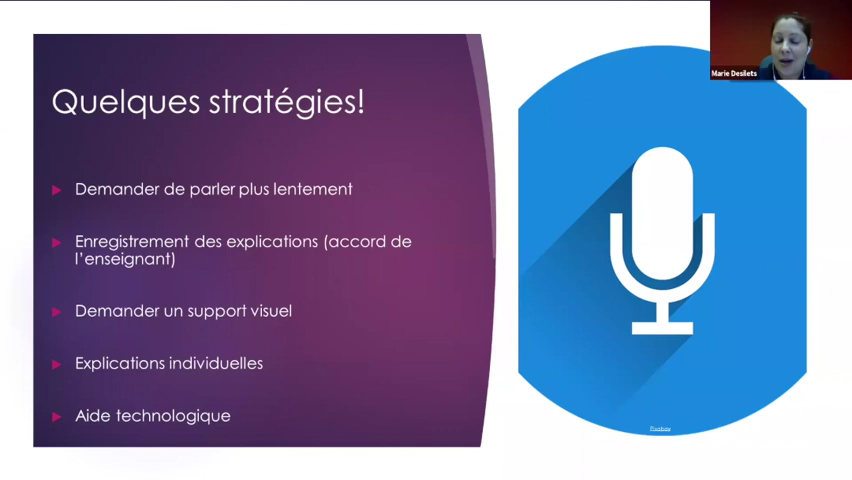 Marie Desilets
Quelques stratégies!
Demander de parler plus lentement
Enregistrement des explications (accord de
l'enseignant)
Demander un support visuel
Explications individuelles
Aide technologique
Pixabay